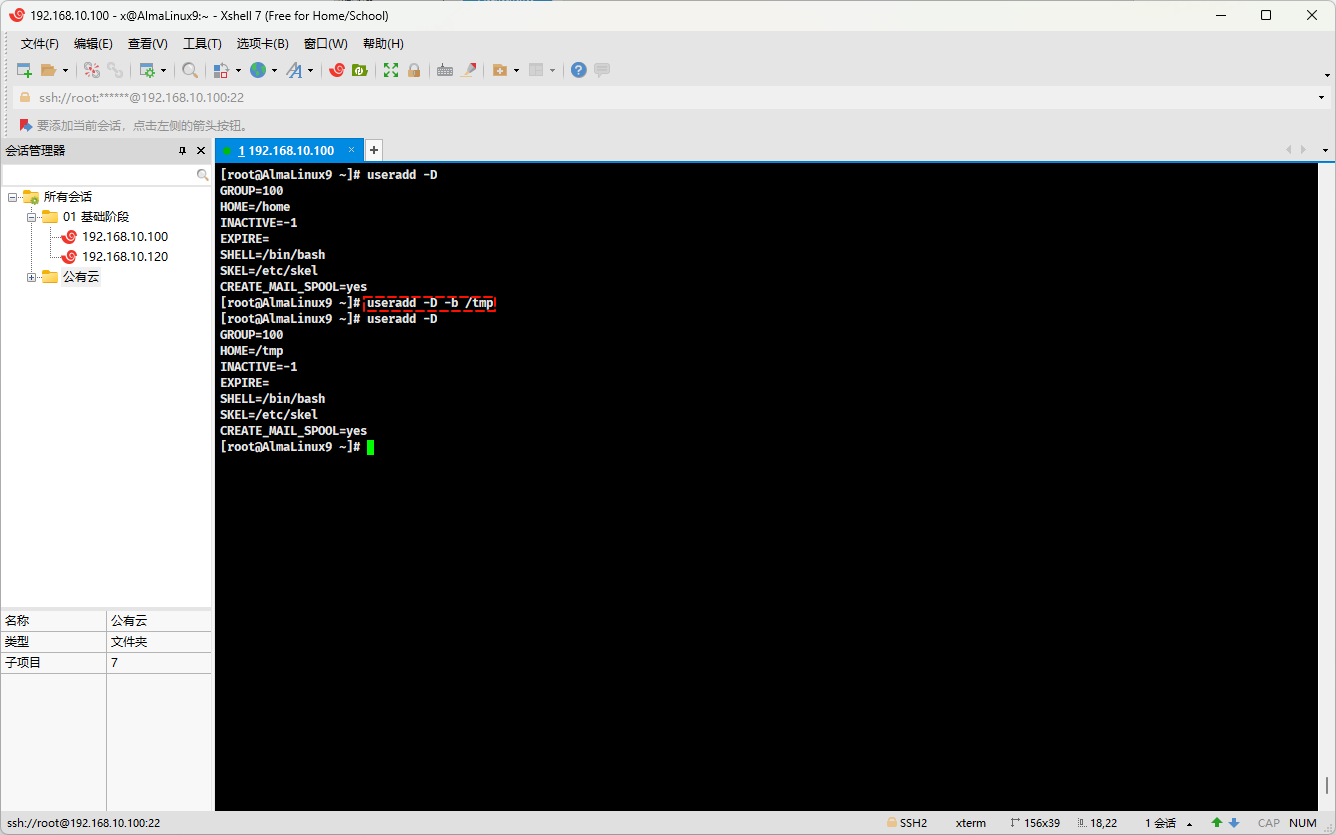 192.168.10.100 - x@AlmaLinux9:~ - Xshell 7 (Free for Home/School)
文件(F) 编辑(E) 查看(V) 工具(T) 选项卡(B) 窗口(W) 帮助(H)
ssh://root:******@192.168.10.100:22
要添加当前会话，点击左侧的箭头按钮。
会话管理器
1 192.168.10.100
所有会话
01 基础阶段
192.168.10.100
192.168.10.120
公有云
[root@AlmaLinux9 ~]# useradd -D
GROUP=100
HOME=/home
INACTIVE=-1
EXPIRE=
SHELL=/bin/bash
SKEL=/etc/skel
CREATE_MAIL_SPOOL=yes
[root@AlmaLinux9 ~]# useradd -D -b /tmp
[root@AlmaLinux9 ~]# useradd -D
GROUP=100
HOME=/tmp
INACTIVE=-1
EXPIRE=
SHELL=/bin/bash
SKEL=/etc/skel
CREATE_MAIL_SPOOL=yes
[root@AlmaLinux9 ~]#
名称 公有云
类型 文件夹
子项目 7
ssh://root@192.168.10.100:22 SSH2 xterm 156x39 18,22 1 会话 CAP NUM